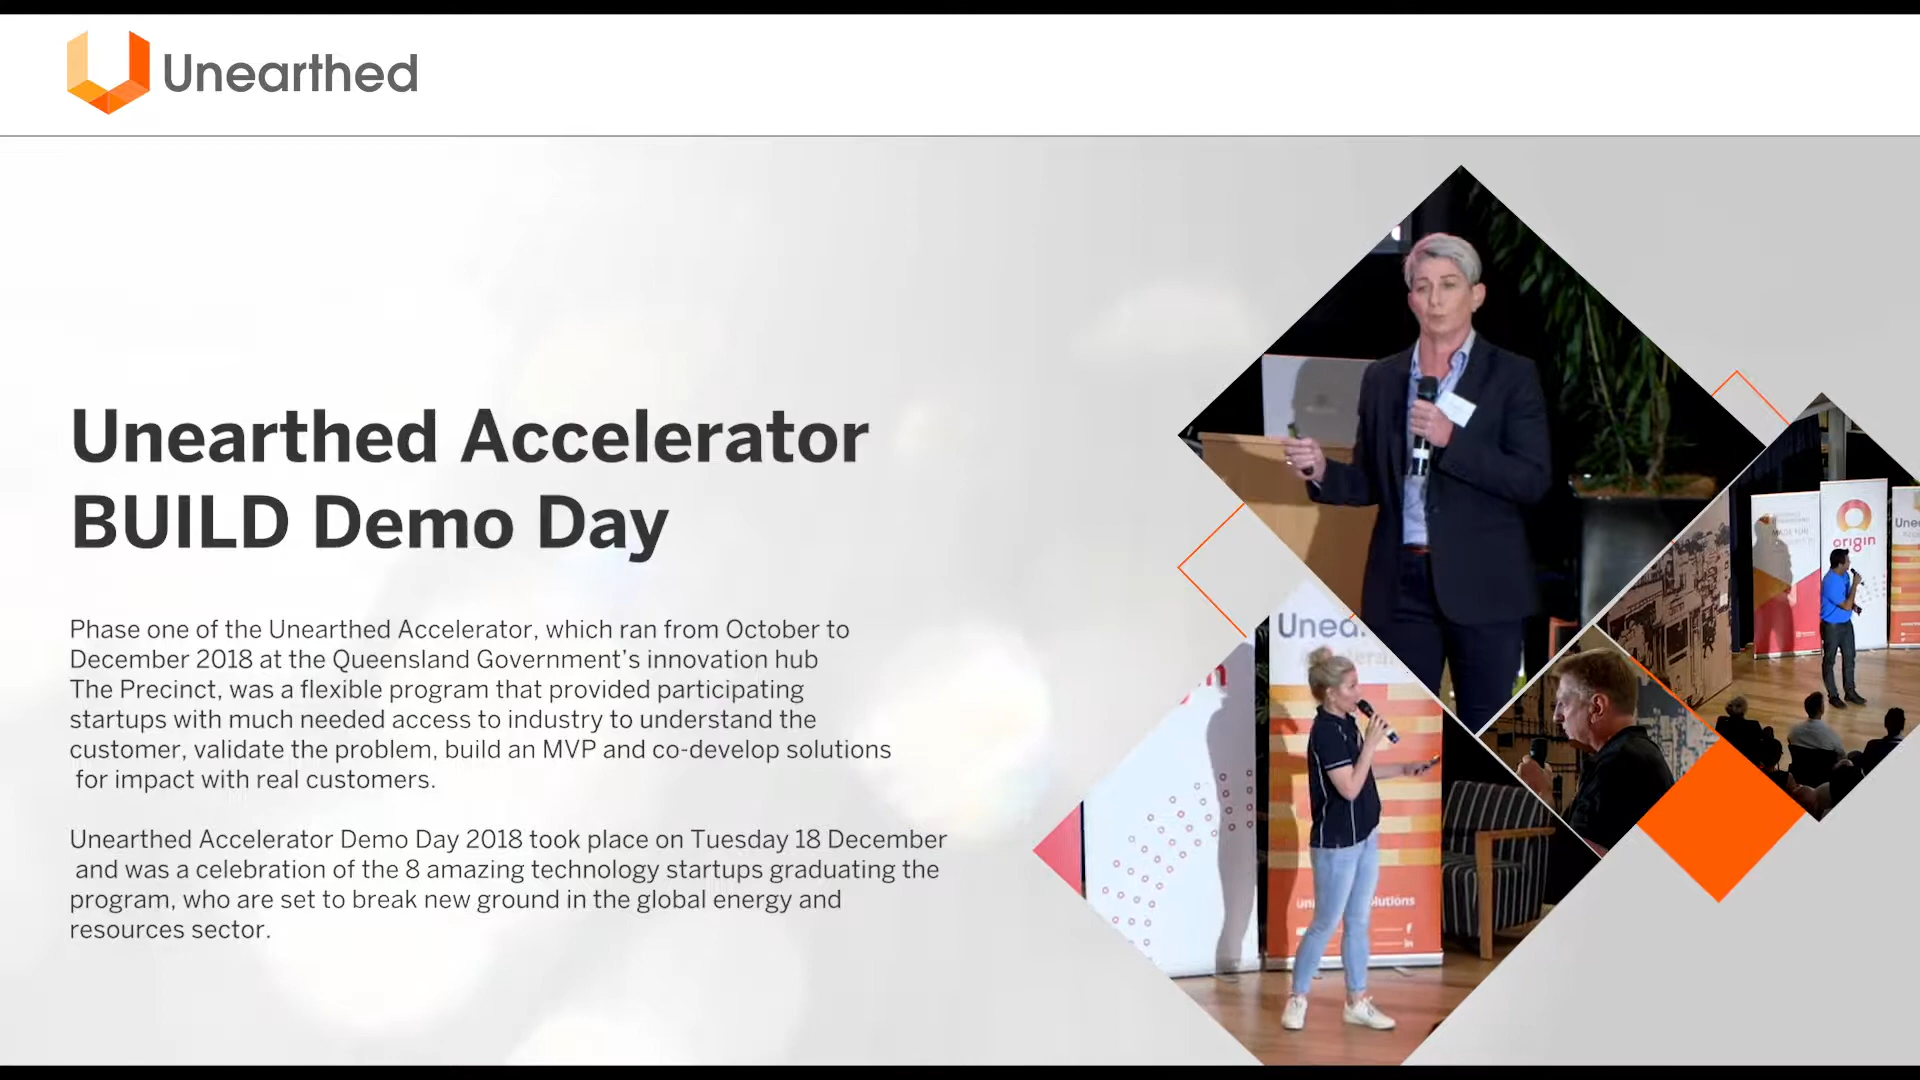 Unearthed
Unearthed Accelerator
BUILD Demo Day
Phase one of the Unearthed Accelerator, which ran from October to
December 2018 at the Queensland Government’s innovation hub
The Precinct, was a flexible program that provided participating
startups with much needed access to industry to understand the
customer, validate the problem, build an MVP and co-develop solutions
for impact with real customers.
Unearthed Accelerator Demo Day 2018 took place on Tuesday 18 December
and was a celebration of the 8 amazing technology startups graduating the
program, who are set to break new ground in the global energy and
resources sector.
origin
Une
Unea